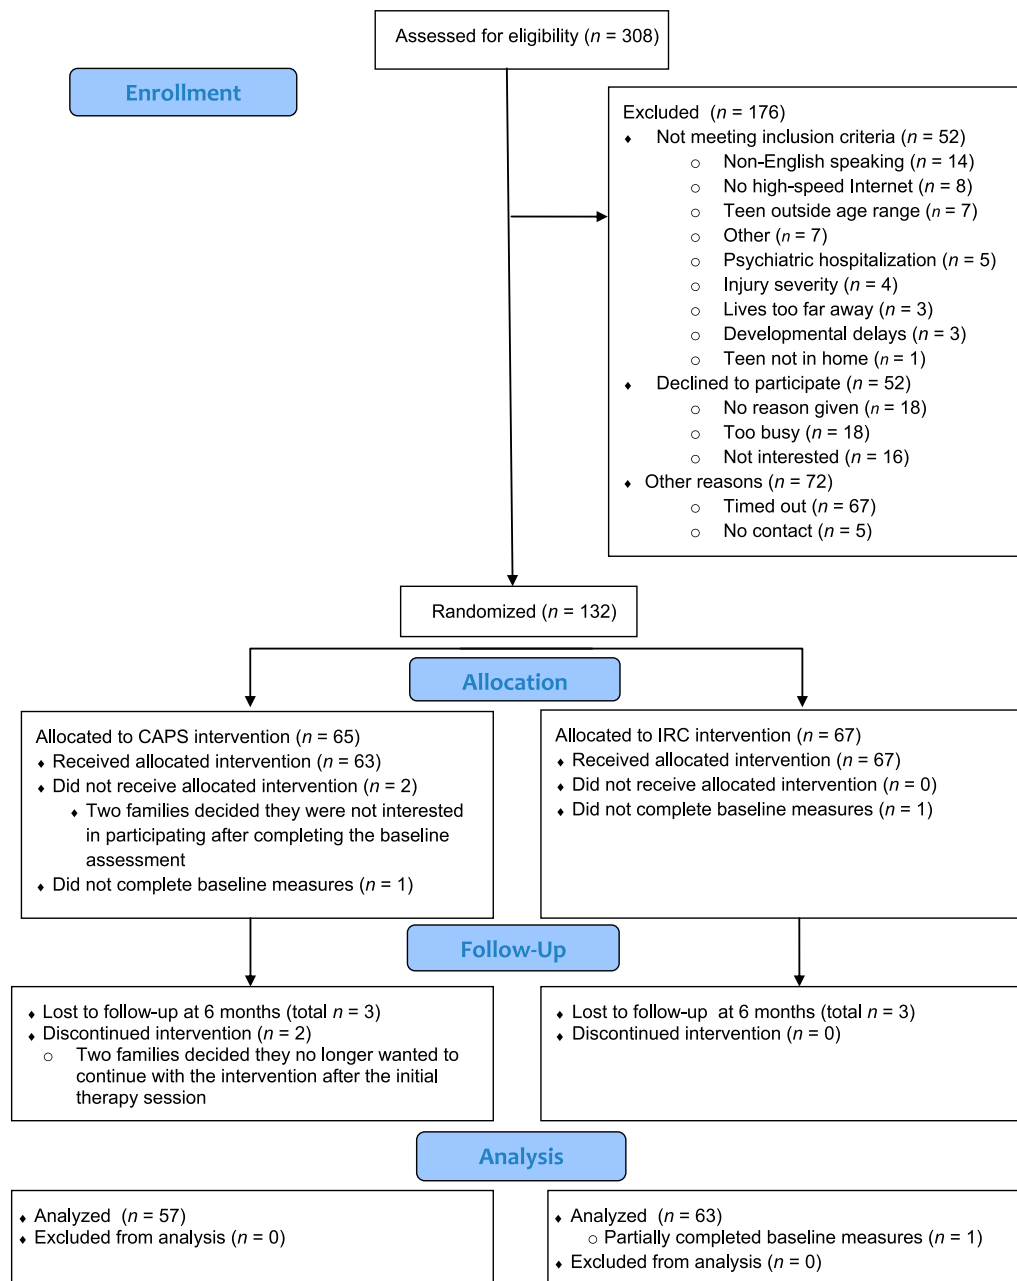 Assessed for eligibility (n = 308)
Enrollment
Excluded (n = 176)
⬧ Not meeting inclusion criteria (n = 52)
○ Non-English speaking (n = 14)
○ No high-speed Internet (n = 8)
○ Teen outside age range (n = 7)
○ Other (n = 7)
○ Psychiatric hospitalization (n = 5)
○ Injury severity (n = 4)
○ Lives too far away (n = 3)
○ Developmental delays (n = 3)
○ Teen not in home (n = 1)
⬧ Declined to participate (n = 52)
○ No reason given (n = 18)
○ Too busy (n = 18)
○ Not interested (n = 16)
⬧ Other reasons (n = 72)
○ Timed out (n = 67)
○ No contact (n = 5)
Randomized (n = 132)
Allocation
Allocated to CAPS intervention (n = 65)
⬧ Received allocated intervention (n = 63)
⬧ Did not receive allocated intervention (n = 2)
⬧ Two families decided they were not interested
in participating after completing the baseline
assessment
⬧ Did not complete baseline measures (n = 1)
Allocated to IRC intervention (n = 67)
⬧ Received allocated intervention (n = 67)
⬧ Did not receive allocated intervention (n = 0)
⬧ Did not complete baseline measures (n = 1)
Follow-Up
⬧ Lost to follow-up at 6 months (total n = 3)
⬧ Discontinued intervention (n = 2)
○ Two families decided they no longer wanted to
continue with the intervention after the initial
therapy session
⬧ Lost to follow-up at 6 months (total n = 3)
⬧ Discontinued intervention (n = 0)
Analysis
⬧ Analyzed (n = 57)
⬧ Excluded from analysis (n = 0)
⬧ Analyzed (n = 63)
○ Partially completed baseline measures (n = 1)
⬧ Excluded from analysis (n = 0)